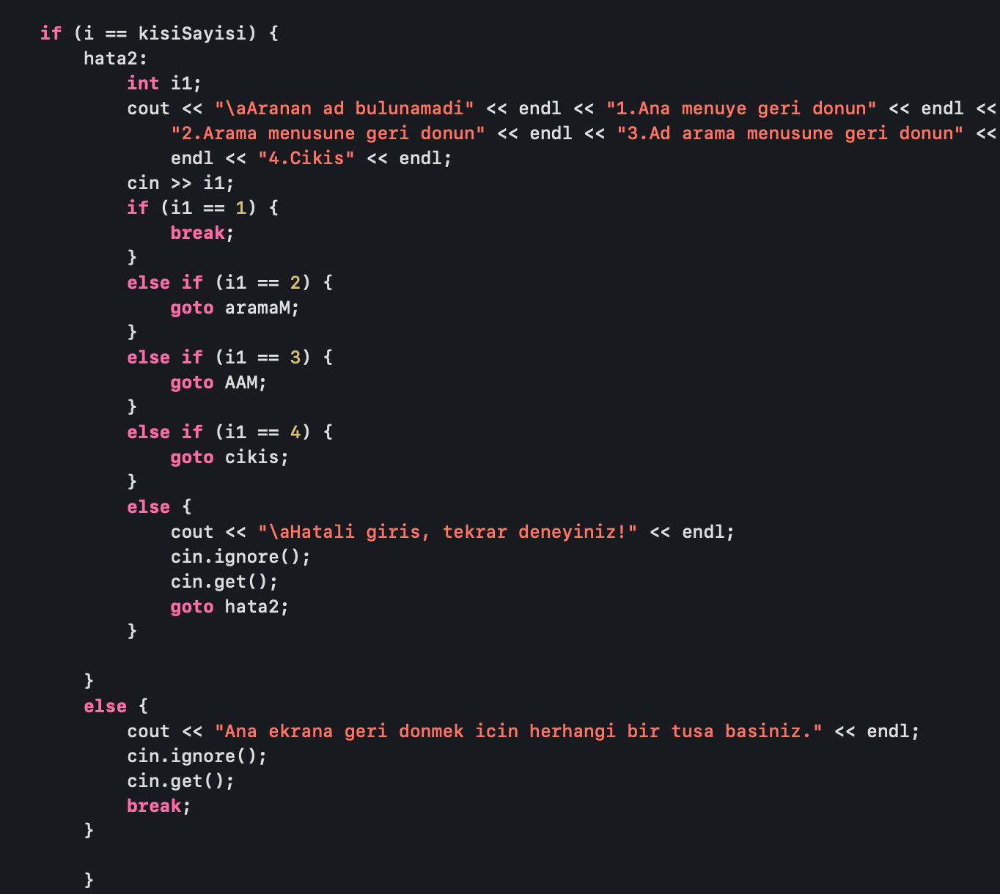 if (i == kisiSayisi) {
hata2:
int i1;
cout << "\aAranan ad bulunamadi" << endl << "1.Ana menuye geri donun" << endl <<
"2.Arama menusune geri donun" << endl << "3.Ad arama menusune geri donun" <<
endl << "4.Cikis" << endl;
cin >> i1;
if (i1 == 1) {
break;
}
else if (i1 == 2) {
goto aramaM;
}
else if (i1 == 3) {
goto AAM;
}
else if (i1 == 4) {
goto cikis;
}
else {
cout << "\aHatali giris, tekrar deneyiniz!" << endl;
cin.ignore();
cin.get();
goto hata2;
}
}
else {
cout << "Ana ekrana geri donmek icin herhangi bir tusa basiniz." << endl;
cin.ignore();
cin.get();
break;
}
}